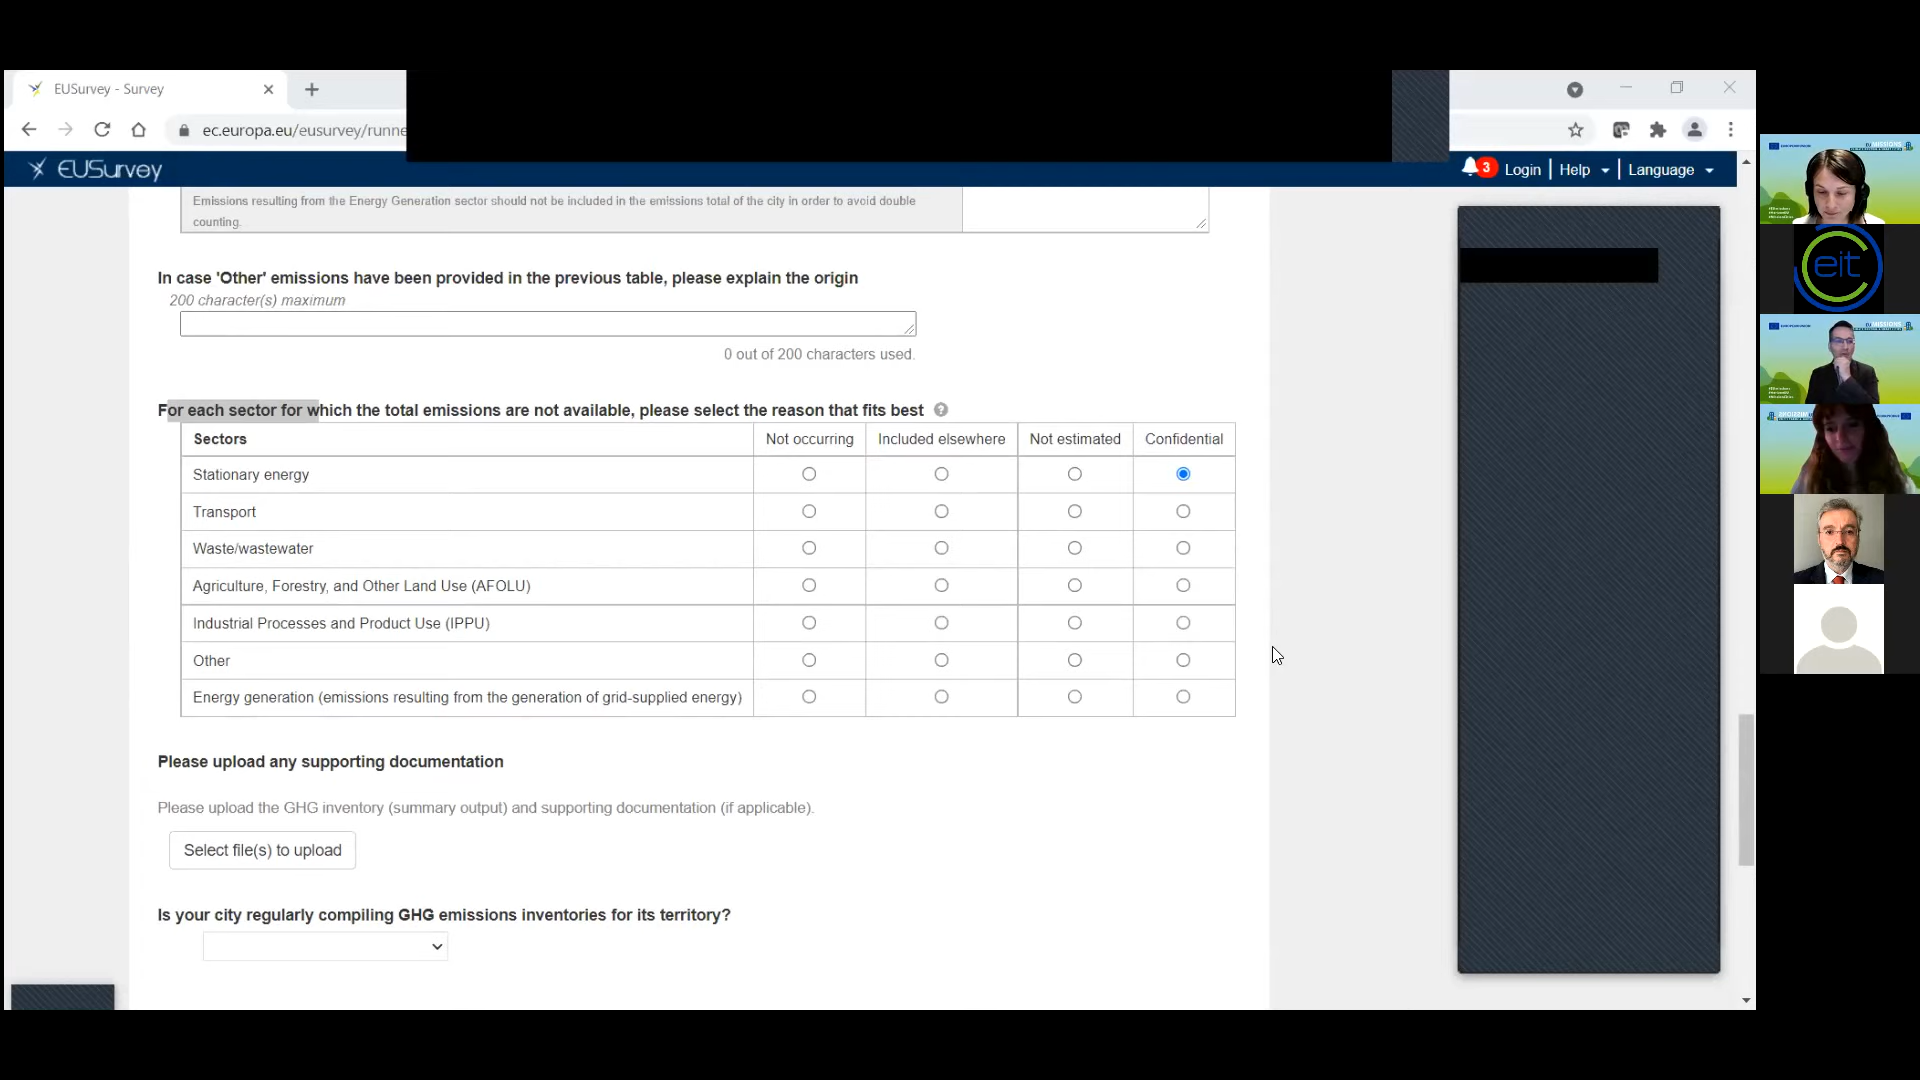 EUSurvey - Survey
ec.europa.eu/eusurvey/runne
EUSurvey
3 Login Help Language
Emissions resulting from the Energy Generation sector should not be included in the emissions total of the city in order to avoid double
counting.
In case 'Other' emissions have been provided in the previous table, please explain the origin
200 character(s) maximum
0 out of 200 characters used.
For each sector for which the total emissions are not available, please select the reason that fits best
Sectors Not occurring Included elsewhere Not estimated Confidential
Stationary energy
Transport
Waste/wastewater
Agriculture, Forestry, and Other Land Use (AFOLU)
Industrial Processes and Product Use (IPPU)
Other
Energy generation (emissions resulting from the generation of grid-supplied energy)
Please upload any supporting documentation
Please upload the GHG inventory (summary output) and supporting documentation (if applicable).
Select file(s) to upload
Is your city regularly compiling GHG emissions inventories for its territory?
eit